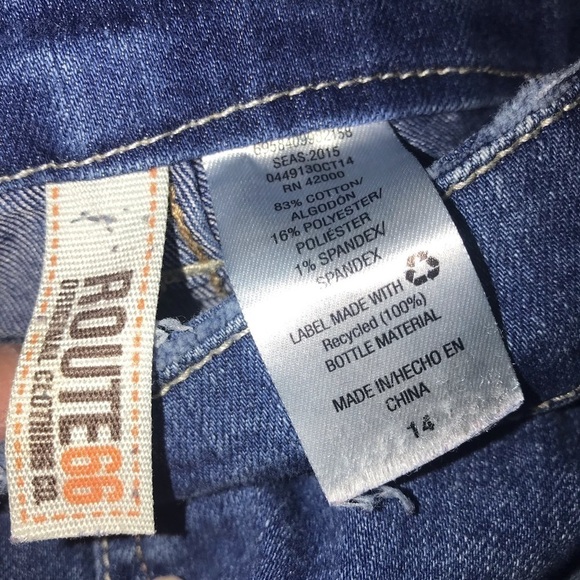 ROUTE 66
ORIGINAL CLOTHING CO.
SEAS.2015
0449130CT14
RN 42000
83% COTTON/
ALGODÓN
16% POLYESTER/
POLIÉSTER
1% SPANDEX/
SPANDEX
LABEL MADE WITH
Recycled (100%)
BOTTLE MATERIAL
MADE IN/HECHO EN
CHINA
14